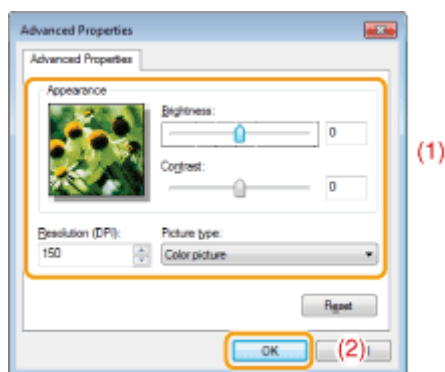 Advanced Properties
Advanced Properties
Appearance
Brightness:
0
(1)
Contrast:
0
Resolution (DPI):
Picture type:
150
Color picture
Reset
OK
(2)